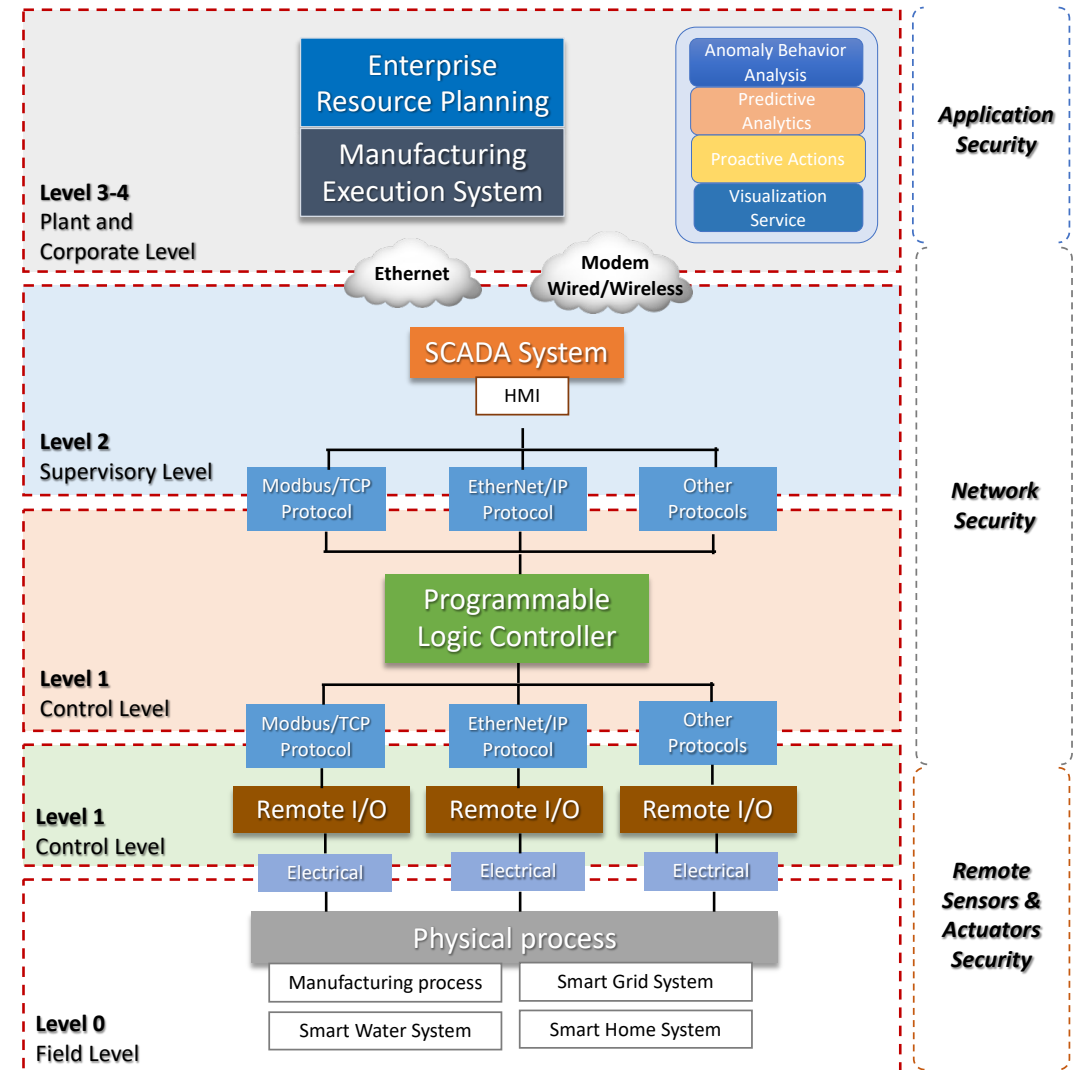 Enterprise
Resource Planning
Manufacturing
Execution System
Anomaly Behavior
Analysis
Predictive
Analytics
Proactive Actions
Visualization
Service
Application
Security
Level 3-4
Plant and
Corporate Level
Ethernet
Modem
Wired/Wireless
SCADA System
HMI
Level 2
Supervisory Level
Modbus/TCP
Protocol
EtherNet/IP
Protocol
Other
Protocols
Network
Security
Programmable
Logic Controller
Level 1
Control Level
Modbus/TCP
Protocol
EtherNet/IP
Protocol
Other
Protocols
Remote I/O
Remote I/O
Remote I/O
Level 1
Control Level
Electrical
Electrical
Electrical
Remote
Sensors &
Actuators
Security
Physical process
Manufacturing process
Smart Grid System
Smart Water System
Smart Home System
Level 0
Field Level